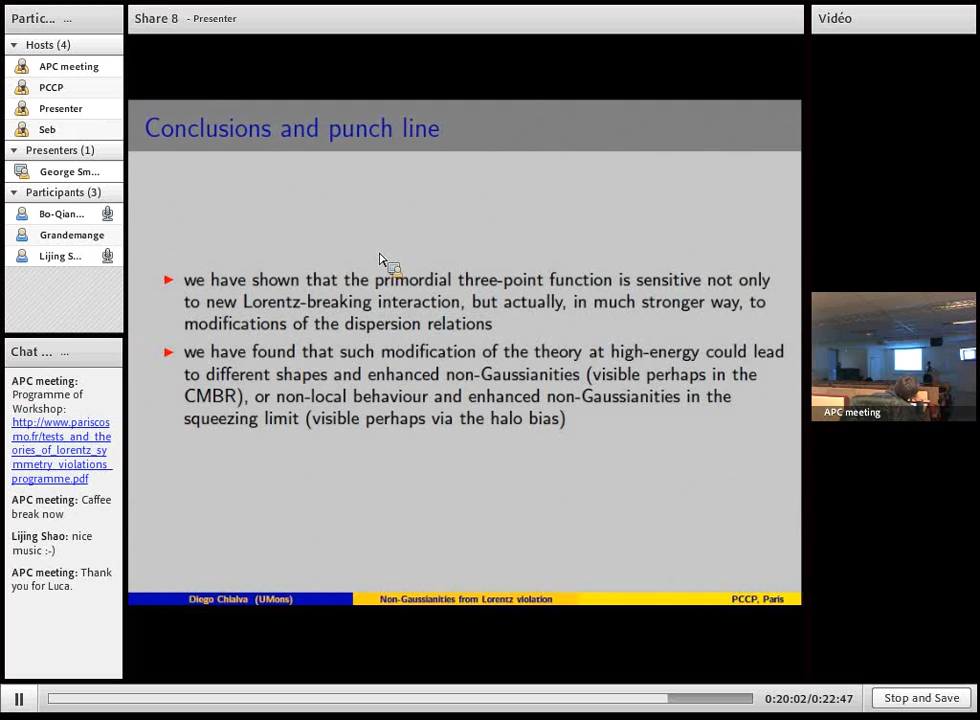 Partic... ...
Hosts (4)
APC meeting
PCCP
Presenter
Seb
Presenters (1)
George Sm...
Participants (3)
Bo-Qian...
Grandemange
Lijing S...
Chat ... ...
APC meeting:
Programme of
Workshop:
http://www.pariscos
mo.fr/tests_and_the
ories_of_lorentz_sy
mmetry_violations_
programme.pdf
APC meeting: Caffee
break now
Lijing Shao: nice
music :-)
APC meeting: Thank
you for Luca.
Share 8 - Presenter
Conclusions and punch line
we have shown that the primordial three-point function is sensitive not only
to new Lorentz-breaking interaction, but actually, in much stronger way, to
modifications of the dispersion relations
we have found that such modification of the theory at high-energy could lead
to different shapes and enhanced non-Gaussianities (visible perhaps in the
CMBR), or non-local behaviour and enhanced non-Gaussianities in the
squeezing limit (visible perhaps via the halo bias)
Diego Chialva (UMons) Non-Gaussianities from Lorentz violation PCCP, Paris
Vidéo
APC meeting
0:20:02/0:22:47
Stop and Save